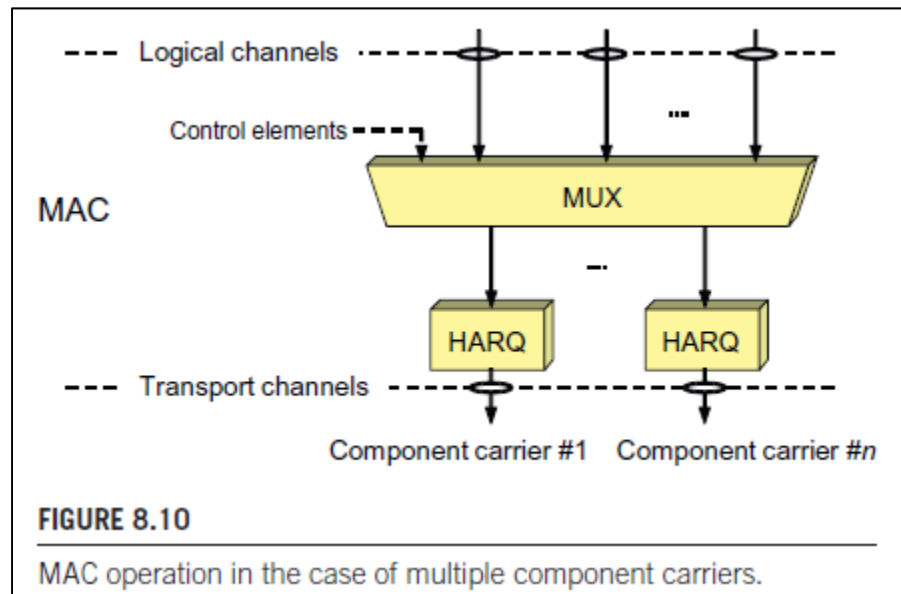 Logical channels
...
Control elements
MAC
MUX
...
HARQ HARQ
Transport channels
Component carrier #1 Component carrier #n
FIGURE 8.10
MAC operation in the case of multiple component carriers.